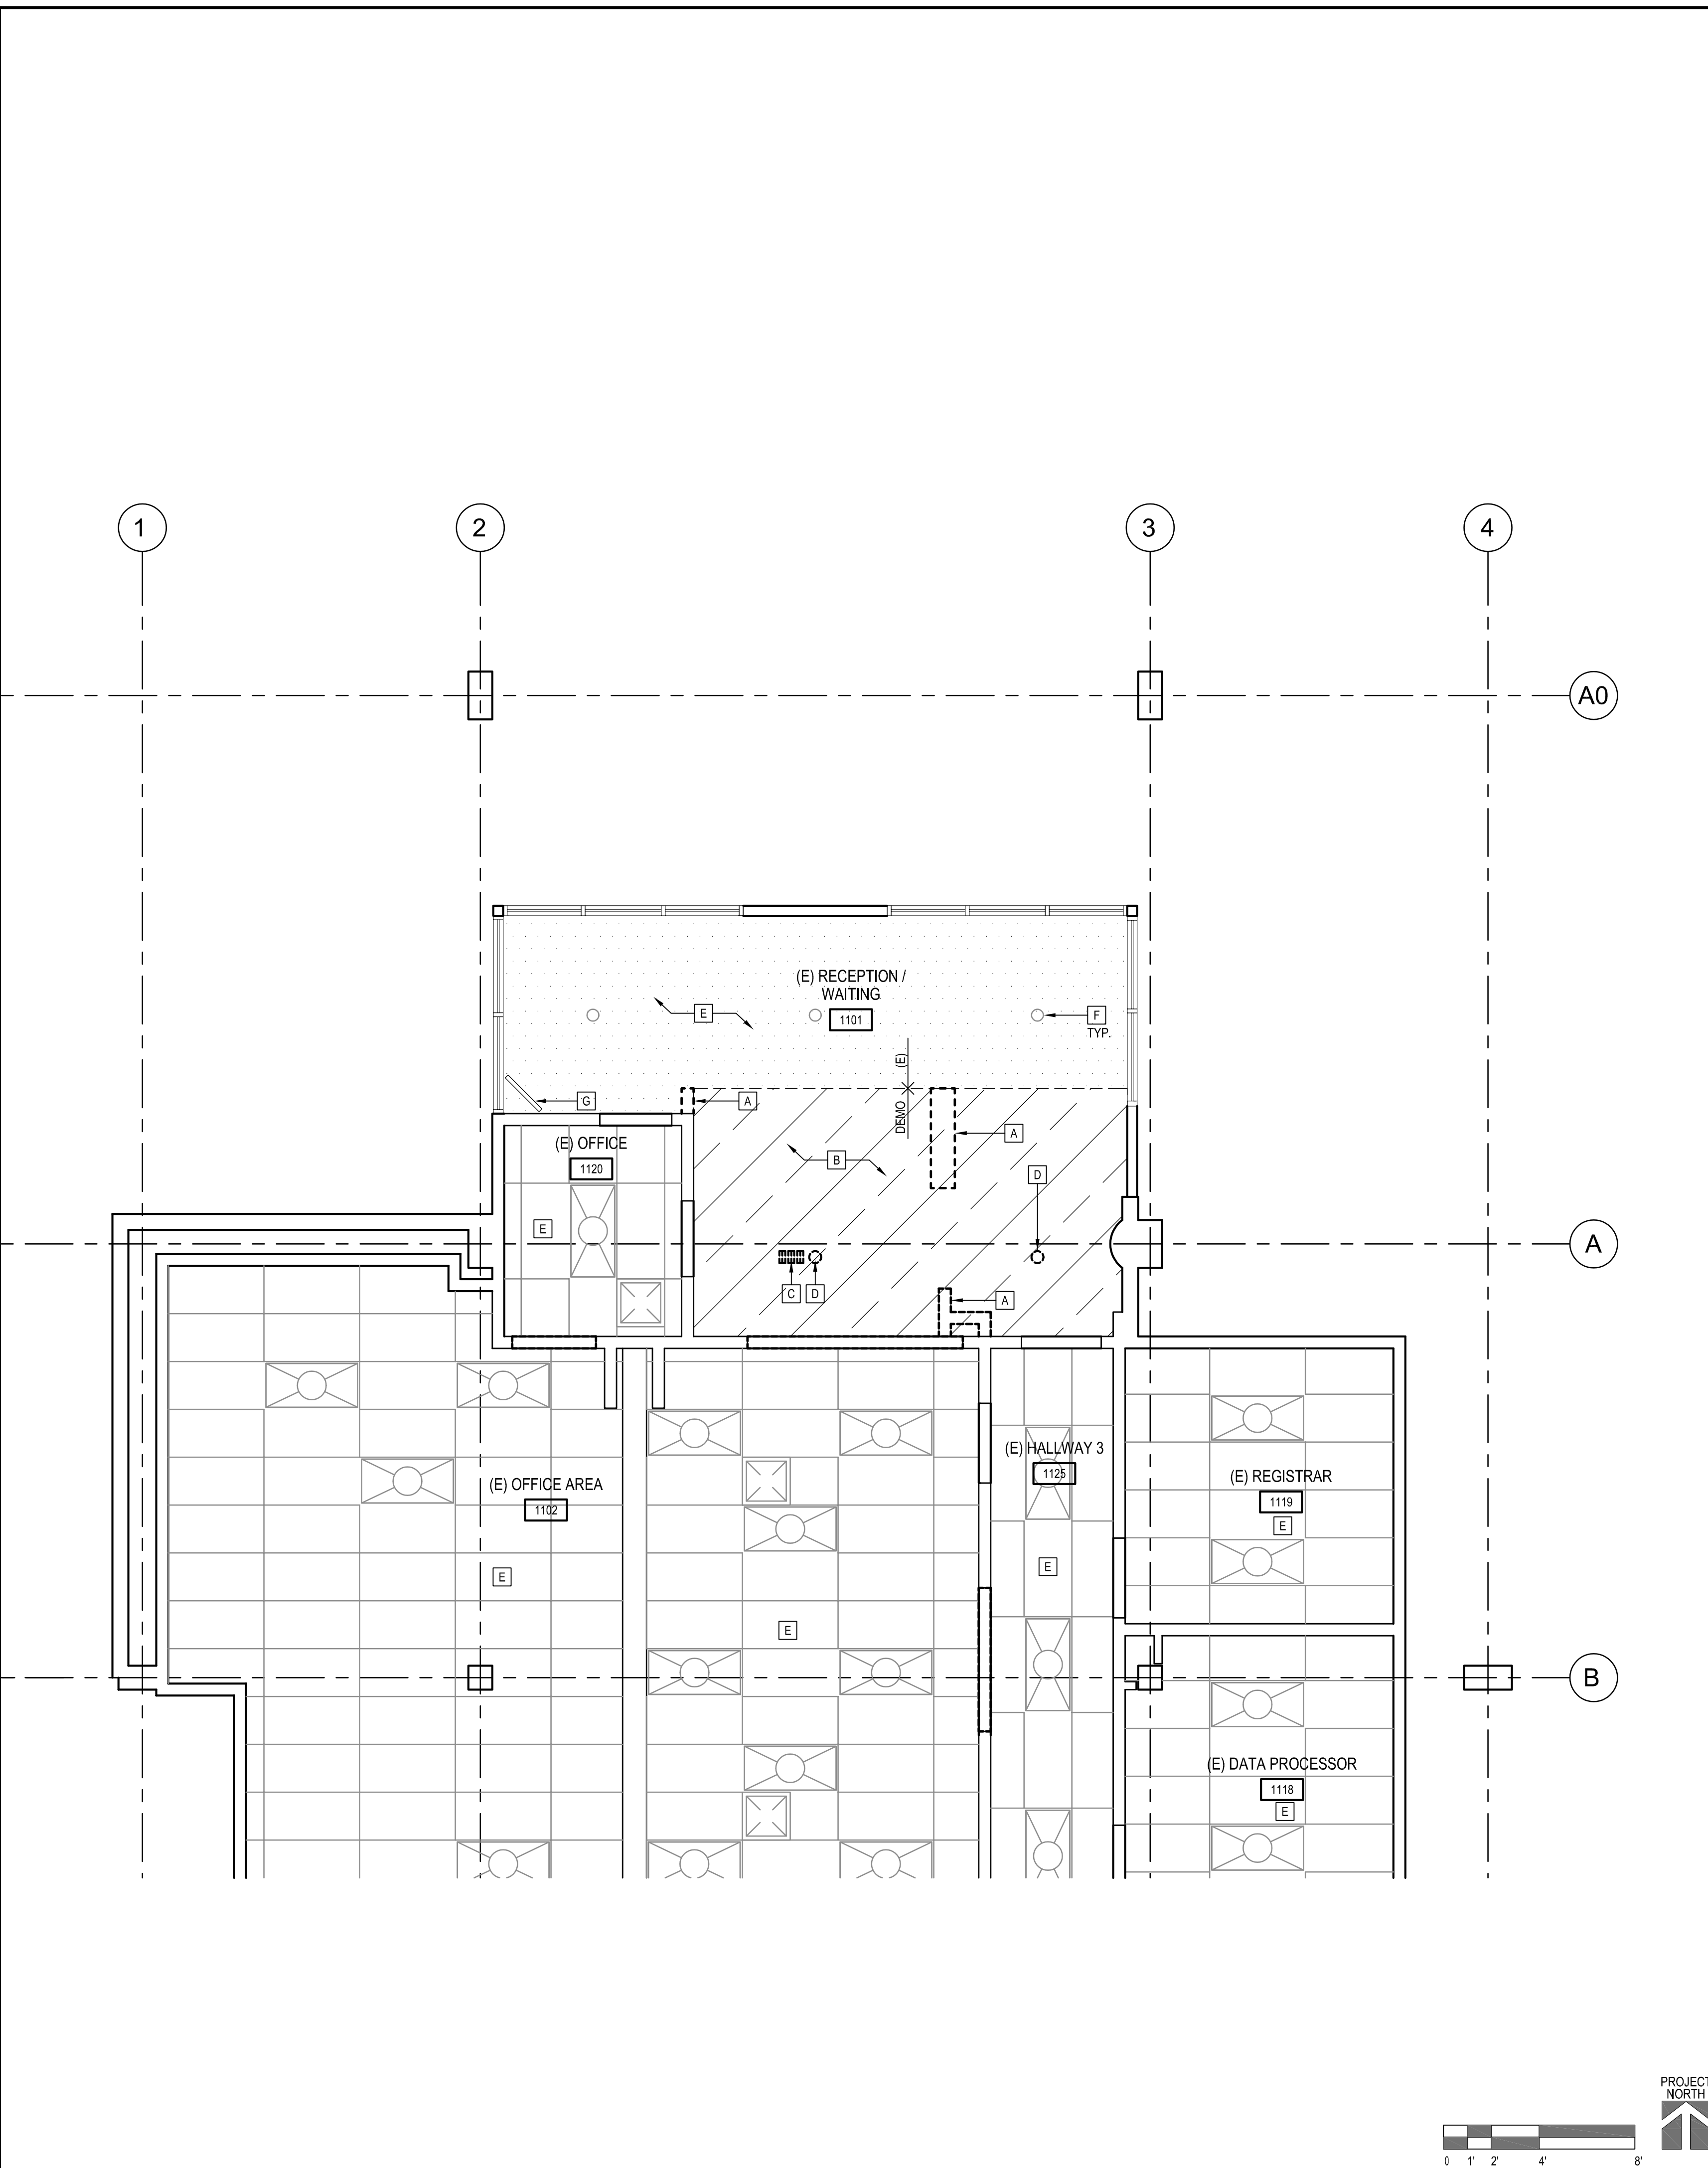 1
2
3
4
A0
(E) RECEPTION /
WAITING
1101
E
F
TYP.
(E)
DEMO
G
A
A
(E) OFFICE
1120
B
D
E
A
C
D
A
(E) HALLWAY 3
1125
(E) REGISTRAR
1119
E
(E) OFFICE AREA
1102
E
E
E
B
(E) DATA PROCESSOR
1118
E
PROJECT
NORTH
0 1' 2' 4' 8'